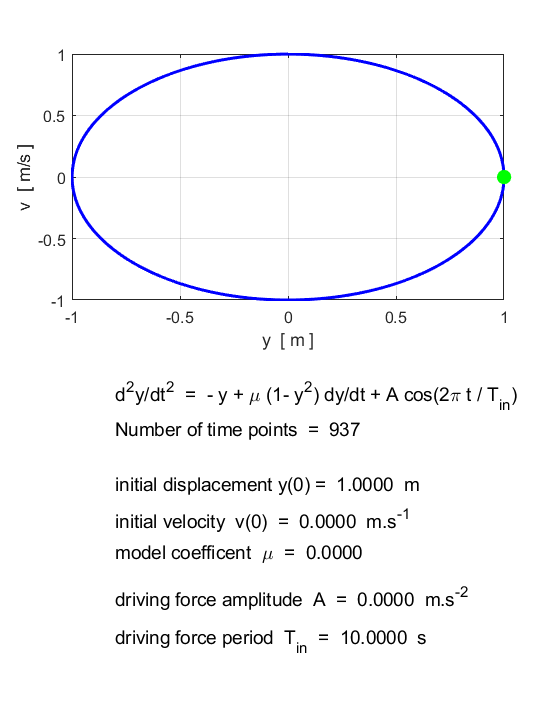 1
0.5
0
-0.5
-1
v [ m/s ]
-1 -0.5 0 0.5 1
y [ m ]
d²y/dt² = - y + μ (1- y²) dy/dt + A cos(2π t / T_in)
Number of time points = 937
initial displacement y(0) = 1.0000 m
initial velocity v(0) = 0.0000 m.s⁻¹
model coefficent μ = 0.0000
driving force amplitude A = 0.0000 m.s⁻²
driving force period T_in = 10.0000 s